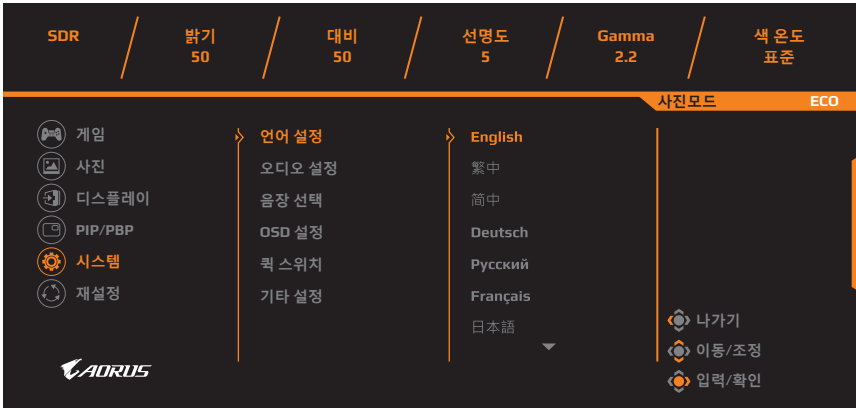 SDR
밝기
50
대비
50
선명도
5
Gamma
2.2
색 온도
표준
사진모드 ECO
게임
사진
디스플레이
PIP/PBP
시스템
재설정
언어 설정
오디오 설정
음장 선택
OSD 설정
퀵 스위치
기타 설정
English
繁中
简中
Deutsch
Русский
Français
日本語
나가기
이동/조정
입력/확인
AORUS